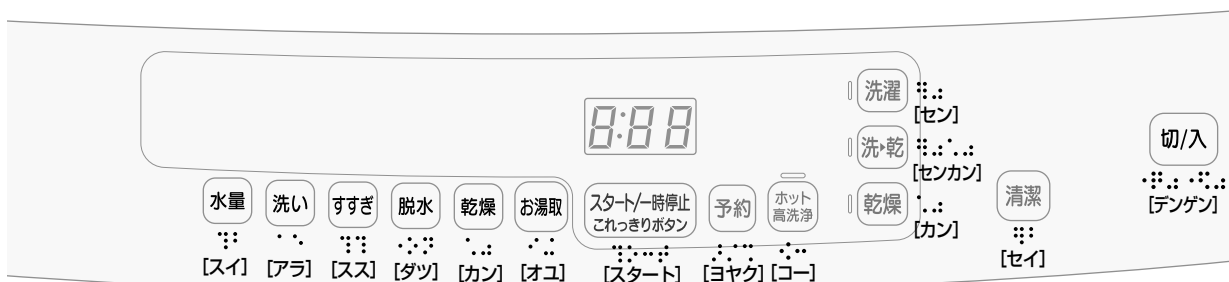 8:88
洗濯
[セン]
洗▸乾
[センカン]
乾燥
[カン]
切/入
[デンゲン]
水量
[スイ]
洗い
[アラ]
すすぎ
[スス]
脱水
[ダツ]
乾燥
[カン]
お湯取
[オユ]
スタート/一時停止
これっきりボタン
[スタート]
予約
[ヨヤク]
ホット
高洗浄
[コー]
清潔
[セイ]